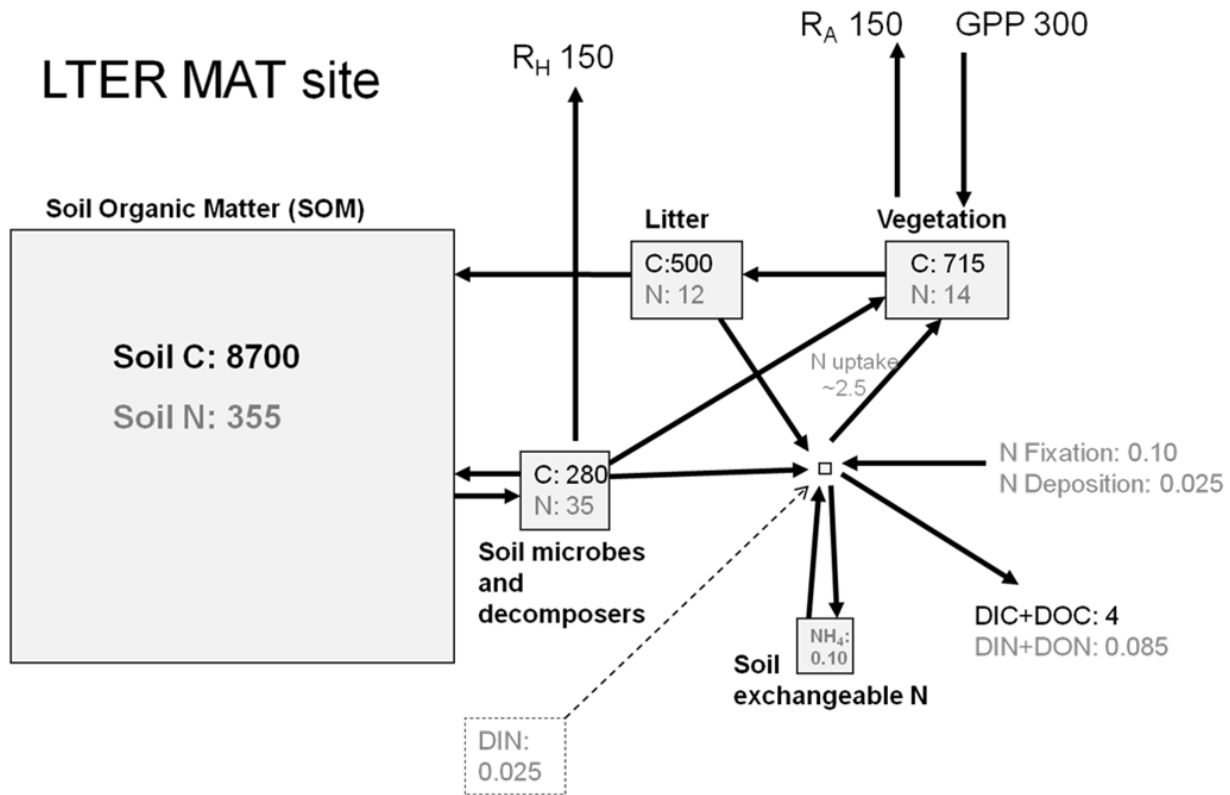 R_A 150
GPP 300
R_H 150
LTER MAT site
Soil Organic Matter (SOM)
Litter
Vegetation
C:500
N: 12
C: 715
N: 14
Soil C: 8700
Soil N: 355
N uptake
~2.5
C: 280
N: 35
N Fixation: 0.10
N Deposition: 0.025
Soil microbes
and
decomposers
DIC+DOC: 4
DIN+DON: 0.085
NH₄:
0.10
Soil
exchangeable N
DIN:
0.025